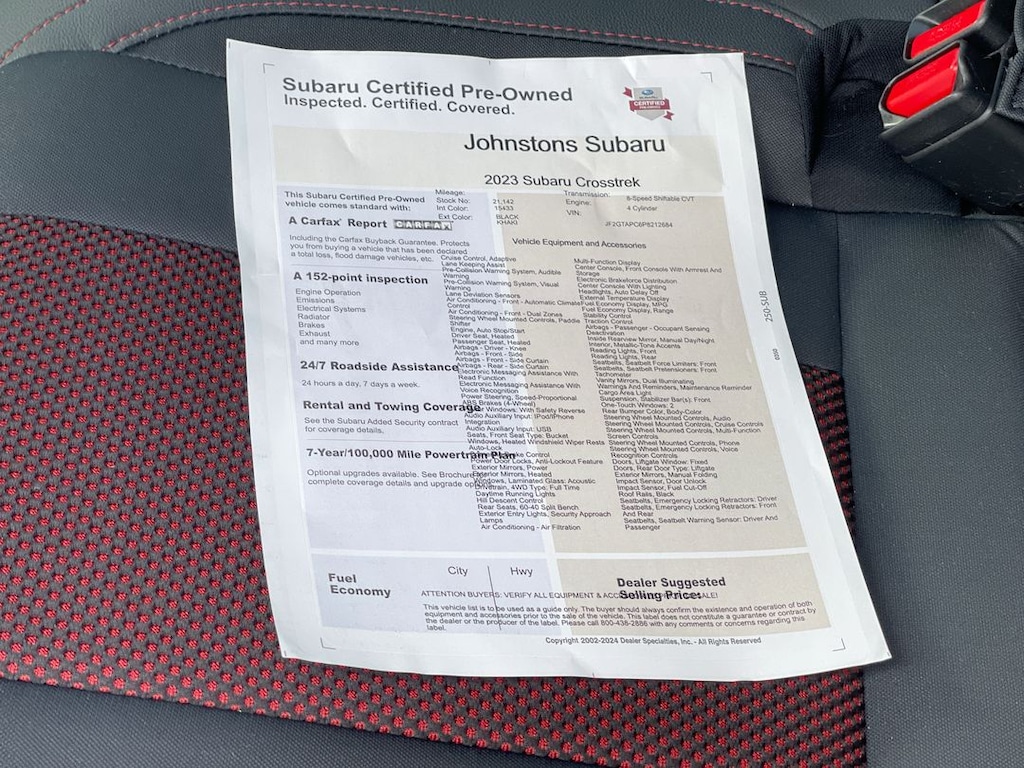 Subaru Certified Pre-Owned
Inspected. Certified. Covered.
CERTIFIED
Johnstons Subaru
2023 Subaru Crosstrek
This Subaru Certified Pre-Owned
vehicle comes standard with:
Mileage: 21,142
Stock No: 15433
Int Color: BLACK
Ext Color: KHAKI
Transmission: 8-Speed Shiftable CVT
Engine: 4 Cylinder
VIN: JF2GTAPC6P8212684
A Carfax Report CARFAX
Including the Carfax Buyback Guarantee. Protects
you from buying a vehicle that has been declared
a total loss, flood damage vehicles, etc.
A 152-point inspection
Engine Operation
Emissions
Electrical Systems
Radiator
Brakes
Exhaust
and many more
24/7 Roadside Assistance
24 hours a day, 7 days a week.
Rental and Towing Coverage
See the Subaru Added Security contract
for coverage details.
7-Year/100,000 Mile Powertrain Plan
Optional upgrades available. See Brochure for
complete coverage details and upgrade options.
Vehicle Equipment and Accessories
Cruise Control, Adaptive
Lane Keeping Assist
Pre-Collision Warning System, Audible
Warning
Pre-Collision Warning System, Visual
Warning
Lane Deviation Sensors
Air Conditioning - Front - Automatic Climate
Control
Air Conditioning - Front - Dual Zones
Steering Wheel Mounted Controls, Paddle
Shifter
Engine, Auto Stop/Start
Driver Seat, Heated
Passenger Seat, Heated
Airbags - Driver - Knee
Airbags - Front - Side
Airbags - Front - Side Curtain
Airbags - Rear - Side Curtain
Electronic Messaging Assistance With
Read Function
Electronic Messaging Assistance With
Voice Recognition
Power Steering, Speed-Proportional
ABS Brakes (4-Wheel)
Power Windows: With Safety Reverse
Audio Auxiliary Input: IPod/IPhone
Integration
Audio Auxiliary Input: USB
Seats, Front Seat Type: Bucket
Windows, Heated Windshield Wiper Rests
Auto-Lock
Control
Power Door Locks, Anti-Lockout Feature
Exterior Mirrors, Power
Exterior Mirrors, Heated
Windows, Laminated Glass: Acoustic
Drivetrain, 4WD Type: Full Time
Daytime Running Lights
Hill Descent Control
Rear Seats, 60-40 Split Bench
Exterior Entry Lights, Security Approach
Lamps
Air Conditioning - Air Filtration
Multi-Function Display
Center Console, Front Console With Armrest And
Storage
Electronic Brakeforce Distribution
Center Console With Lighting
Headlights, Auto Delay Off
External Temperature Display
Fuel Economy Display, MPG
Fuel Economy Display, Range
Stability Control
Traction Control
Airbags - Passenger - Occupant Sensing
Deactivation
Inside Rearview Mirror, Manual Day/Night
Interior, Metallic-Tone Accents
Reading Lights, Front
Reading Lights, Rear
Seatbelts, Seatbelt Force Limiters: Front
Seatbelts, Seatbelt Pretensioners: Front
Tachometer
Vanity Mirrors, Dual Illuminating
Warnings And Reminders, Maintenance Reminder
Cargo Area Light
Suspension, Stabilizer Bar(s): Front
One-Touch Windows: 2
Rear Bumper Color, Body-Color
Steering Wheel Mounted Controls, Audio
Steering Wheel Mounted Controls, Cruise Controls
Steering Wheel Mounted Controls, Multi-Function
Screen Controls
Steering Wheel Mounted Controls, Phone
Steering Wheel Mounted Controls, Voice
Recognition Controls
Doors, Liftgate Window: Fixed
Doors, Rear Door Type: Liftgate
Exterior Mirrors, Manual Folding
Impact Sensor, Door Unlock
Impact Sensor, Fuel Cut-Off
Roof Rails, Black
Seatbelts, Emergency Locking Retractors: Driver
Seatbelts, Emergency Locking Retractors: Front
And Rear
Seatbelts, Seatbelt Warning Sensor: Driver And
Passenger
250-SUB
Fuel
Economy
City
Hwy
Dealer Suggested
Selling Price:
ATTENTION BUYERS: VERIFY ALL EQUIPMENT & SALE!
This vehicle list is to be used as a guide only. The buyer should always confirm the existence and operation of both
equipment and accessories prior to the sale of the vehicle. This label does not constitute a guarantee or contract by
the dealer or the producer of the label. Please call 800-438-2886 with any comments or concerns regarding this
label.
Copyright 2002-2024 Dealer Specialties, Inc. - All Rights Reserved